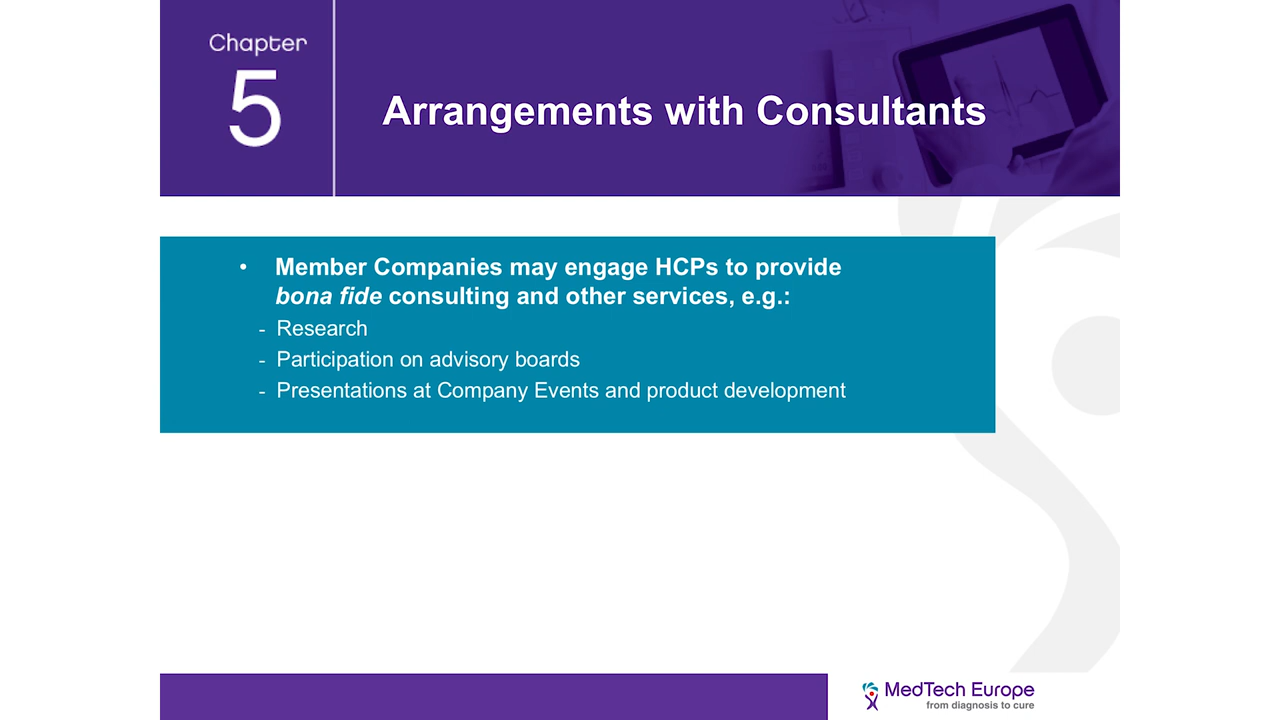 Chapter
5
Arrangements with Consultants
• Member Companies may engage HCPs to provide
bona fide consulting and other services, e.g.:
- Research
- Participation on advisory boards
- Presentations at Company Events and product development
MedTech Europe
from diagnosis to cure